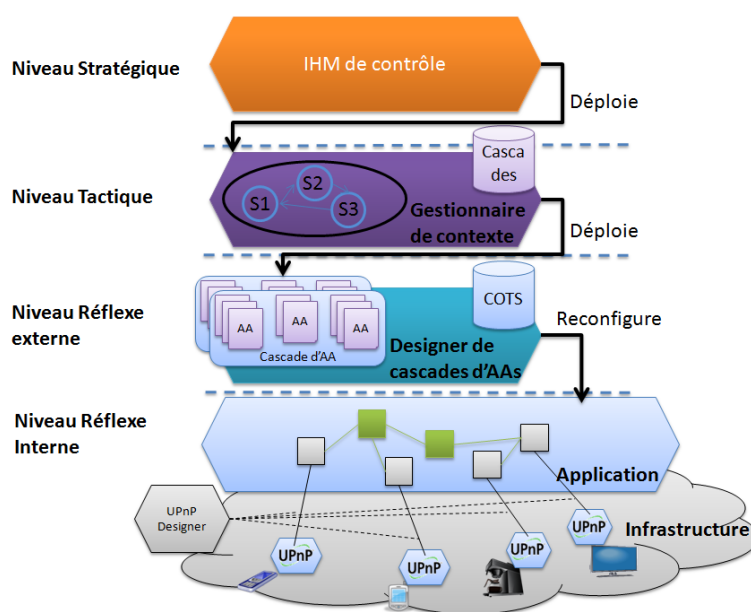 IHM de contrôle
Niveau Stratégique
Déploie
Casca
des
S2
S1
S3
Niveau Tactique
Gestionnaire
de contexte
Déploie
COTS
AA
AA
AA
Cascade d'AA
Niveau Réflexe
externe
Reconfigure
Designer de
cascades d'AAs
Niveau Réflexe
Interne
Application
UPnP
Designer
Infrastructure
UPnP
UPnP
UPnP
UPnP